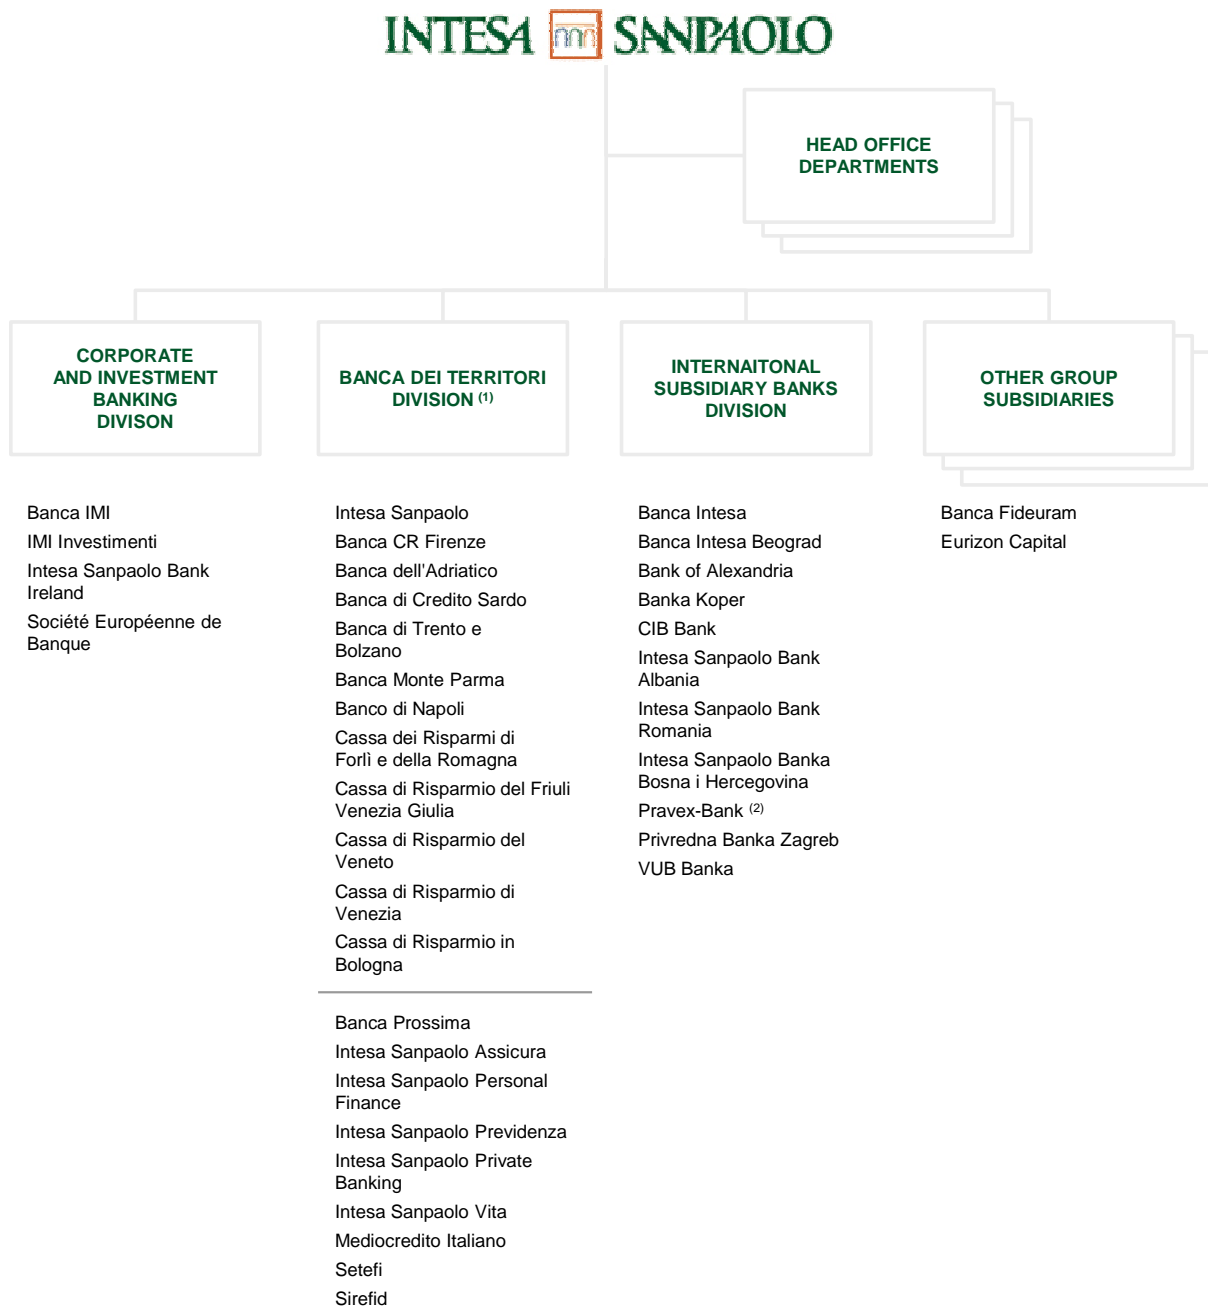 INTESA SANPAOLO
HEAD OFFICE
DEPARTMENTS
CORPORATE
AND INVESTMENT
BANKING
DIVISON
BANCA DEI TERRITORI
DIVISION (1)
INTERNAITONAL
SUBSIDIARY BANKS
DIVISION
OTHER GROUP
SUBSIDIARIES
Banca IMI
IMI Investimenti
Intesa Sanpaolo Bank
Ireland
Société Européenne de
Banque
Intesa Sanpaolo
Banca CR Firenze
Banca dell'Adriatico
Banca di Credito Sardo
Banca di Trento e
Bolzano
Banca Monte Parma
Banco di Napoli
Cassa dei Risparmi di
Forlì e della Romagna
Cassa di Risparmio del Friuli
Venezia Giulia
Cassa di Risparmio del
Veneto
Cassa di Risparmio di
Venezia
Cassa di Risparmio in
Bologna
Banca Prossima
Intesa Sanpaolo Assicura
Intesa Sanpaolo Personal
Finance
Intesa Sanpaolo Previdenza
Intesa Sanpaolo Private
Banking
Intesa Sanpaolo Vita
Mediocredito Italiano
Setefi
Sirefid
Banca Intesa
Banca Intesa Beograd
Bank of Alexandria
Banka Koper
CIB Bank
Intesa Sanpaolo Bank
Albania
Intesa Sanpaolo Bank
Romania
Intesa Sanpaolo Banka
Bosna i Hercegovina
Pravex-Bank (2)
Privredna Banka Zagreb
VUB Banka
Banca Fideuram
Eurizon Capital